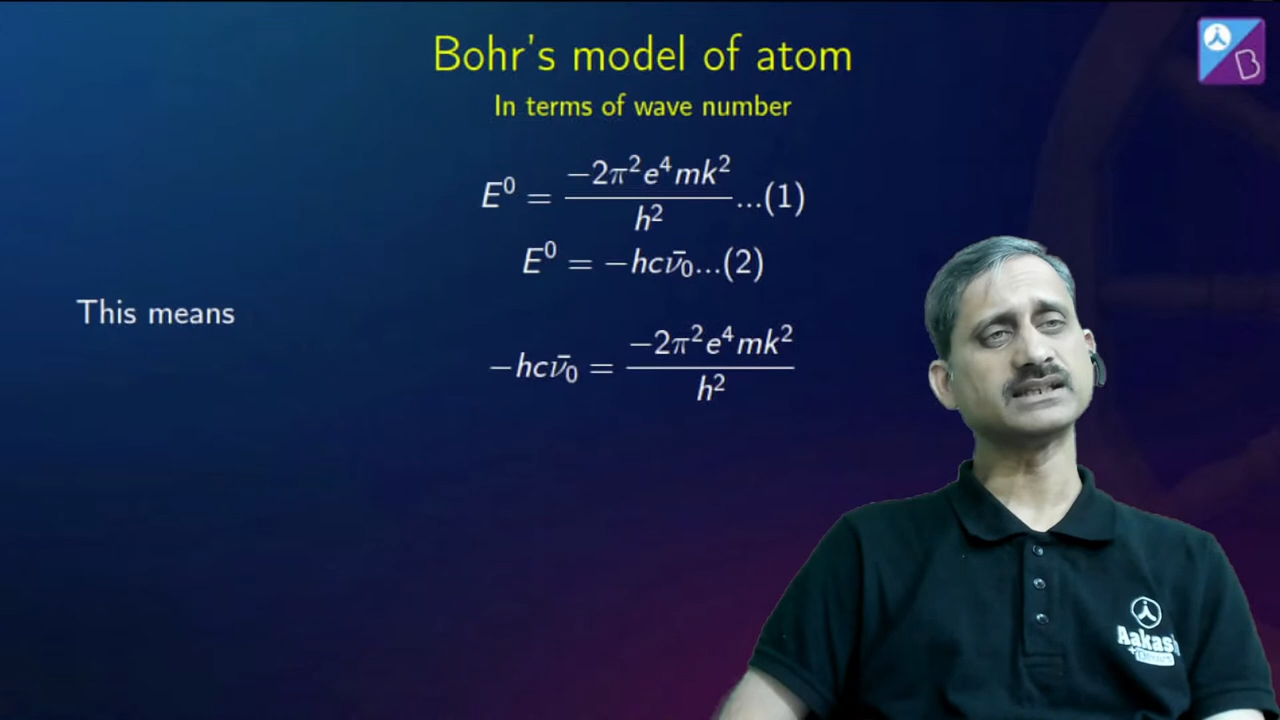 Bohr's model of atom
In terms of wave number
E⁰ = −2π²e⁴mk² / h² ...(1)
E⁰ = −hcν̄₀...(2)
This means
−hcν̄₀ = −2π²e⁴mk² / h²
B
Aakas